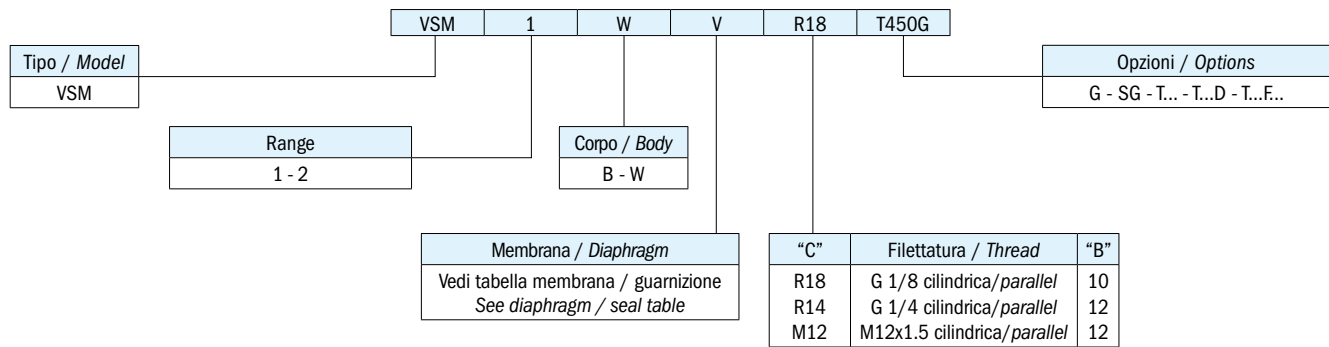 VSM 1 W V R18 T450G
Tipo / Model
VSM
Opzioni / Options
G - SG - T... - T...D - T...F...
Range
1 - 2
Corpo / Body
B - W
Membrana / Diaphragm
Vedi tabella membrana / guarnizione
See diaphragm / seal table
“C” Filettatura / Thread “B”
R18 G 1/8 cilindrica/parallel 10
R14 G 1/4 cilindrica/parallel 12
M12 M12x1.5 cilindrica/parallel 12